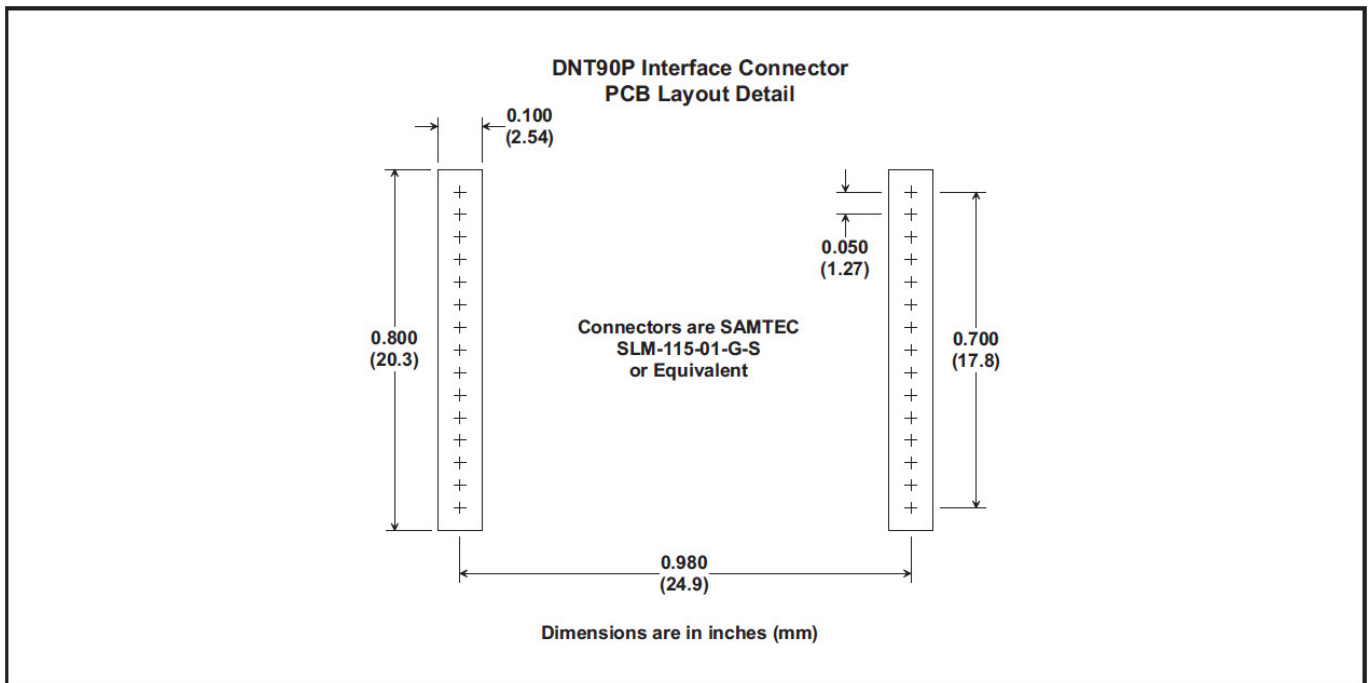 DNT90P Interface Connector
PCB Layout Detail
0.100
(2.54)
0.050
(1.27)
0.800
(20.3)
Connectors are SAMTEC
SLM-115-01-G-S
or Equivalent
0.700
(17.8)
0.980
(24.9)
Dimensions are in inches (mm)